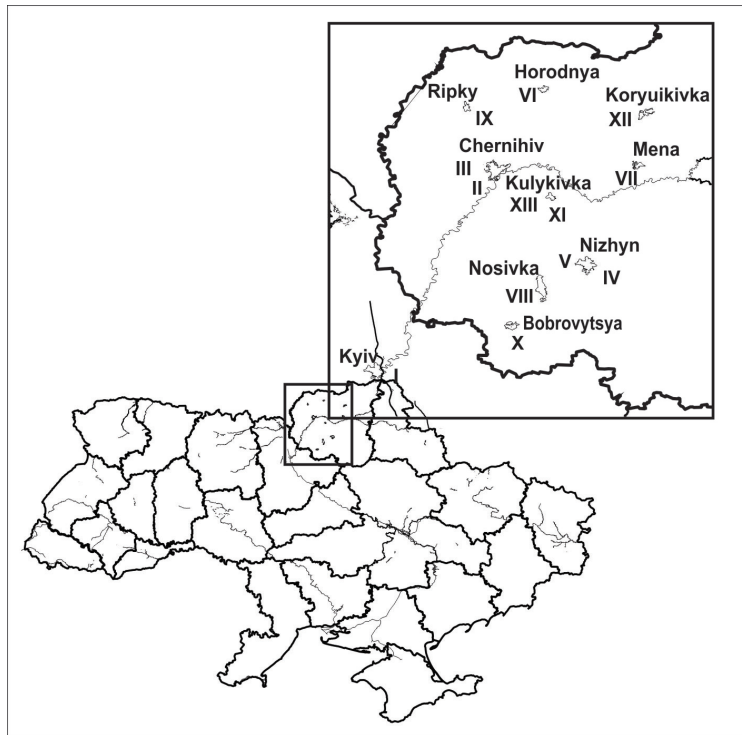 Horodnya
VI
Ripky
IX
Koryuikivka
XII
Chernihiv
III
II
Mena
VII
Kulykivka
XIII
XI
Nizhyn
V
IV
Nosivka
VIII
Bobrovytsya
X
Kyiv
I